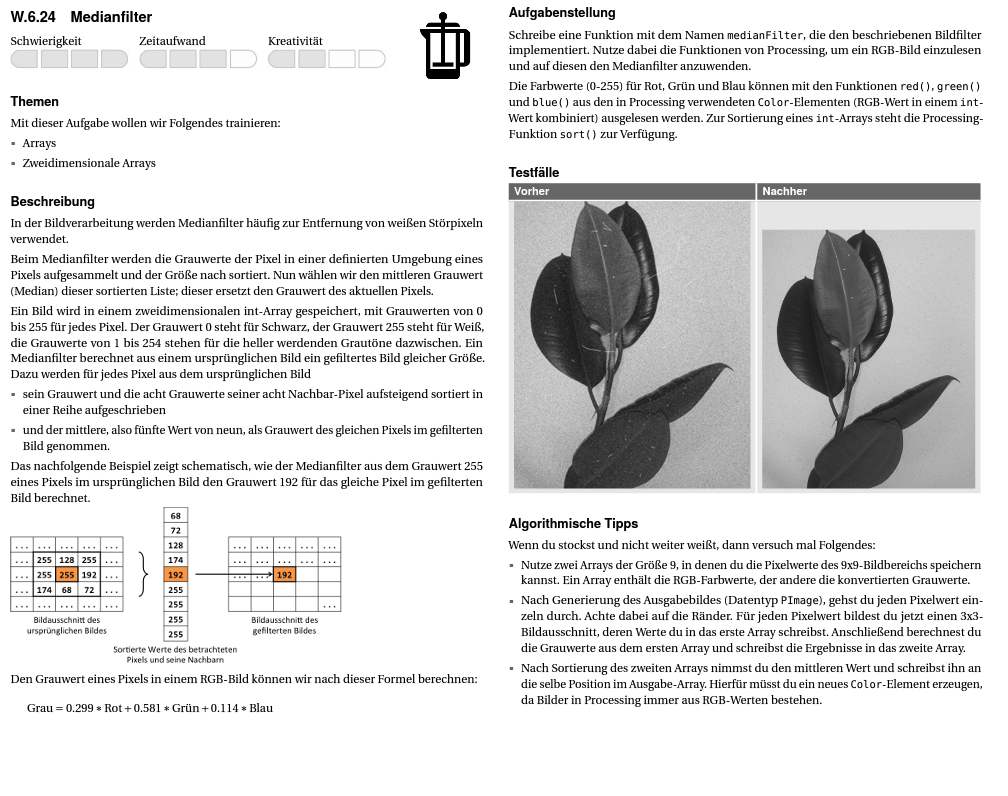 W.6.24 Medianfilter
Schwierigkeit Zeitaufwand Kreativität
Themen
Mit dieser Aufgabe wollen wir Folgendes trainieren:
▪ Arrays
▪ Zweidimensionale Arrays
Beschreibung
In der Bildverarbeitung werden Medianfilter häufig zur Entfernung von weißen Störpixeln
verwendet.
Beim Medianfilter werden die Grauwerte der Pixel in einer definierten Umgebung eines
Pixels aufgesammelt und der Größe nach sortiert. Nun wählen wir den mittleren Grauwert
(Median) dieser sortierten Liste; dieser ersetzt den Grauwert des aktuellen Pixels.
Ein Bild wird in einem zweidimensionalen int-Array gespeichert, mit Grauwerten von 0
bis 255 für jedes Pixel. Der Grauwert 0 steht für Schwarz, der Grauwert 255 steht für Weiß,
die Grauwerte von 1 bis 254 stehen für die heller werdenden Grautöne dazwischen. Ein
Medianfilter berechnet aus einem ursprünglichen Bild ein gefiltertes Bild gleicher Größe.
Dazu werden für jedes Pixel aus dem ursprünglichen Bild
▪ sein Grauwert und die acht Grauwerte seiner acht Nachbar-Pixel aufsteigend sortiert in
einer Reihe aufgeschrieben
▪ und der mittlere, also fünfte Wert von neun, als Grauwert des gleichen Pixels im gefilterten
Bild genommen.
Das nachfolgende Beispiel zeigt schematisch, wie der Medianfilter aus dem Grauwert 255
eines Pixels im ursprünglichen Bild den Grauwert 192 für das gleiche Pixel im gefilterten
Bild berechnet.
... ... ... ... ...
... 255 128 255 ...
... 255 255 192 ...
... 174 68 72 ...
... ... ... ... ...
Bildausschnitt des
ursprünglichen Bildes
68
72
128
174
192
255
255
255
255
Sortierte Werte des betrachteten
Pixels und seine Nachbarn
... ... ... ... ...
... ... 192
...
Bildausschnitt des
gefilterten Bildes
Den Grauwert eines Pixels in einem RGB-Bild können wir nach dieser Formel berechnen:
Grau = 0.299 ∗ Rot + 0.581 ∗ Grün + 0.114 ∗ Blau
Aufgabenstellung
Schreibe eine Funktion mit dem Namen medianFilter, die den beschriebenen Bildfilter
implementiert. Nutze dabei die Funktionen von Processing, um ein RGB-Bild einzulesen
und auf diesen den Medianfilter anzuwenden.
Die Farbwerte (0-255) für Rot, Grün und Blau können mit den Funktionen red(), green()
und blue() aus den in Processing verwendeten Color-Elementen (RGB-Wert in einem int-
Wert kombiniert) ausgelesen werden. Zur Sortierung eines int-Arrays steht die Processing-
Funktion sort() zur Verfügung.
Testfälle
Vorher Nachher
Algorithmische Tipps
Wenn du stockst und nicht weiter weißt, dann versuch mal Folgendes:
▪ Nutze zwei Arrays der Größe 9, in denen du die Pixelwerte des 9x9-Bildbereichs speichern
kannst. Ein Array enthält die RGB-Farbwerte, der andere die konvertierten Grauwerte.
▪ Nach Generierung des Ausgabebildes (Datentyp PImage), gehst du jeden Pixelwert ein-
zeln durch. Achte dabei auf die Ränder. Für jeden Pixelwert bildest du jetzt einen 3x3-
Bildausschnitt, deren Werte du in das erste Array schreibst. Anschließend berechnest du
die Grauwerte aus dem ersten Array und schreibst die Ergebnisse in das zweite Array.
▪ Nach Sortierung des zweiten Arrays nimmst du den mittleren Wert und schreibst ihn an
die selbe Position im Ausgabe-Array. Hierfür müsst du ein neues Color-Element erzeugen,
da Bilder in Processing immer aus RGB-Werten bestehen.